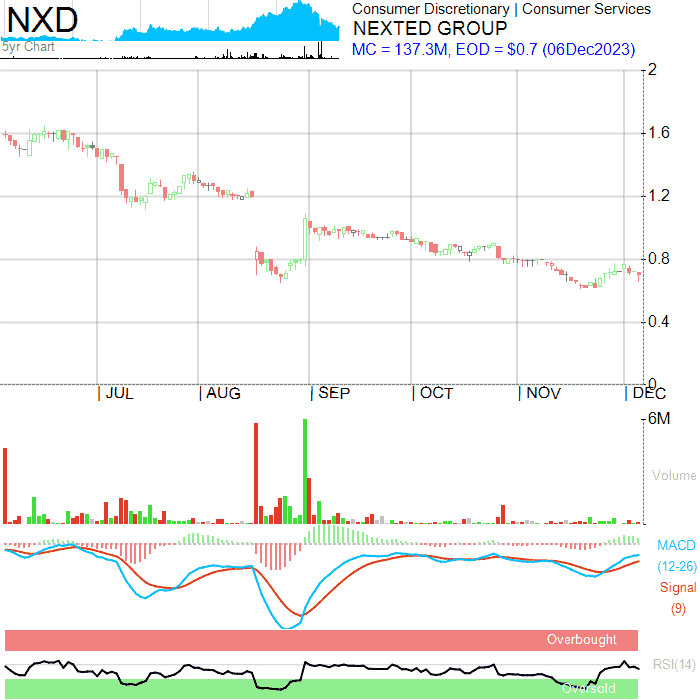 NXD
5yr Chart
Consumer Discretionary | Consumer Services
NEXTED GROUP
MC = 137.3M, EOD = $0.7 (06Dec2023)
2
1.6
1.2
0.8
0.4
0
JUL
AUG
SEP
OCT
NOV
DEC
6M
Volume
MACD
(12-26)
Signal
(9)
Overbought
RSI(14)
Oversold